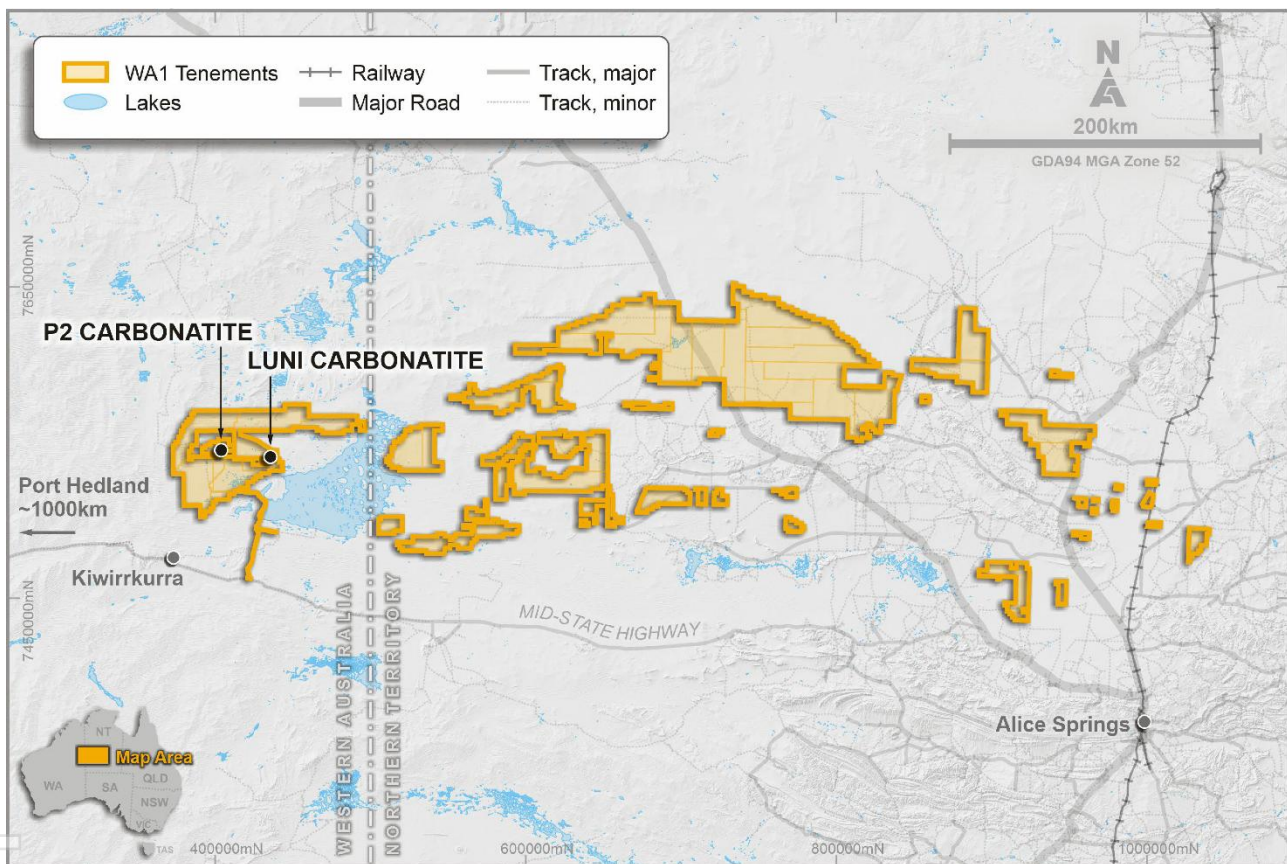 WA1 Tenements
Railway
Track, major
Lakes
Major Road
Track, minor
N
200km
GDA94 MGA Zone 52
7650000mN
P2 CARBONATITE
LUNI CARBONATITE
Port Hedland
~1000km
Kiwirrkurra
7450000mN
MID-STATE HIGHWAY
WESTERN AUSTRALIA
NORTHERN TERRITORY
Alice Springs
NT
Map Area
WA
QLD
SA
NSW
VIC
TAS
400000mN
600000mN
800000mN
1000000mN